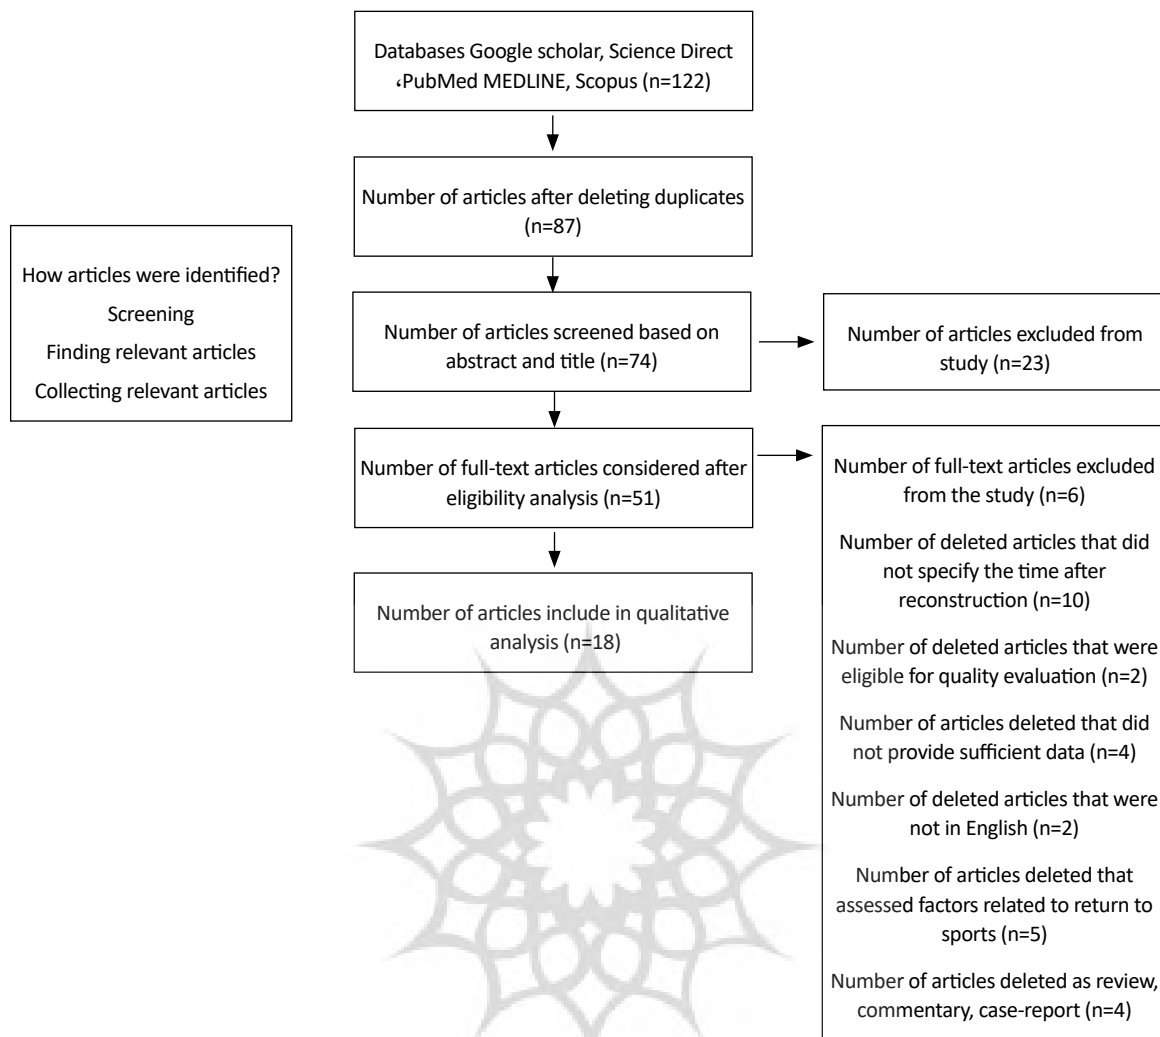 Databases Google scholar, Science Direct
،PubMed MEDLINE, Scopus (n=122)
Number of articles after deleting duplicates
(n=87)
How articles were identified?
Screening
Finding relevant articles
Collecting relevant articles
Number of articles screened based on
abstract and title (n=74)
Number of articles excluded from
study (n=23)
Number of full-text articles considered after
eligibility analysis (n=51)
Number of full-text articles excluded
from the study (n=6)
Number of deleted articles that did
not specify the time after
reconstruction (n=10)
Number of deleted articles that were
eligible for quality evaluation (n=2)
Number of articles deleted that did
not provide sufficient data (n=4)
Number of deleted articles that were
not in English (n=2)
Number of articles deleted that
assessed factors related to return to
sports (n=5)
Number of articles deleted as review,
commentary, case-report (n=4)
Number of articles include in qualitative
analysis (n=18)